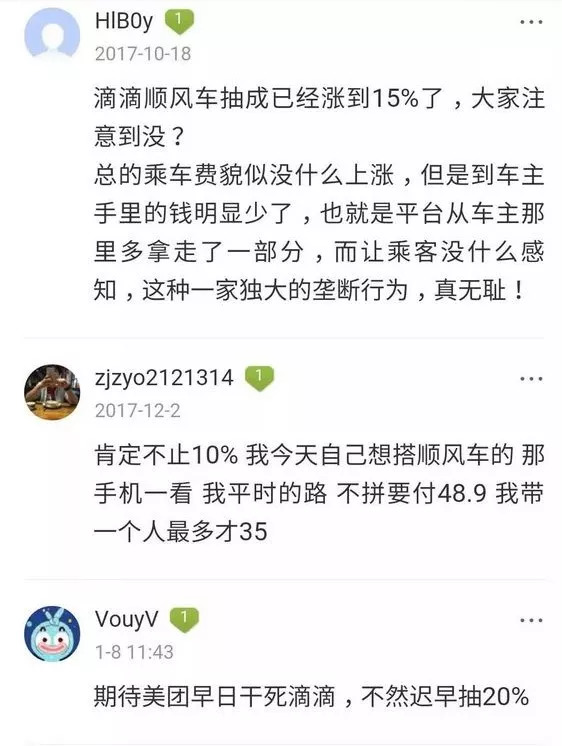 HlB0y 1
2017-10-18
滴滴顺风车抽成已经涨到15%了，大家注
意到没？
总的乘车费貌似没什么上涨，但是到车主
手里的钱明显少了，也就是平台从车主那
里多拿走了一部分，而让乘客没什么感
知，这种一家独大的垄断行为，真无耻！
zjzyo2121314 1
2017-12-2
肯定不止10% 我今天自己想搭顺风车的 那
手机一看 我平时的路 不拼要付48.9 我带
一个人最多才35
VouyV 1
1-8 11:43
期待美团早日干死滴滴，不然迟早抽20%